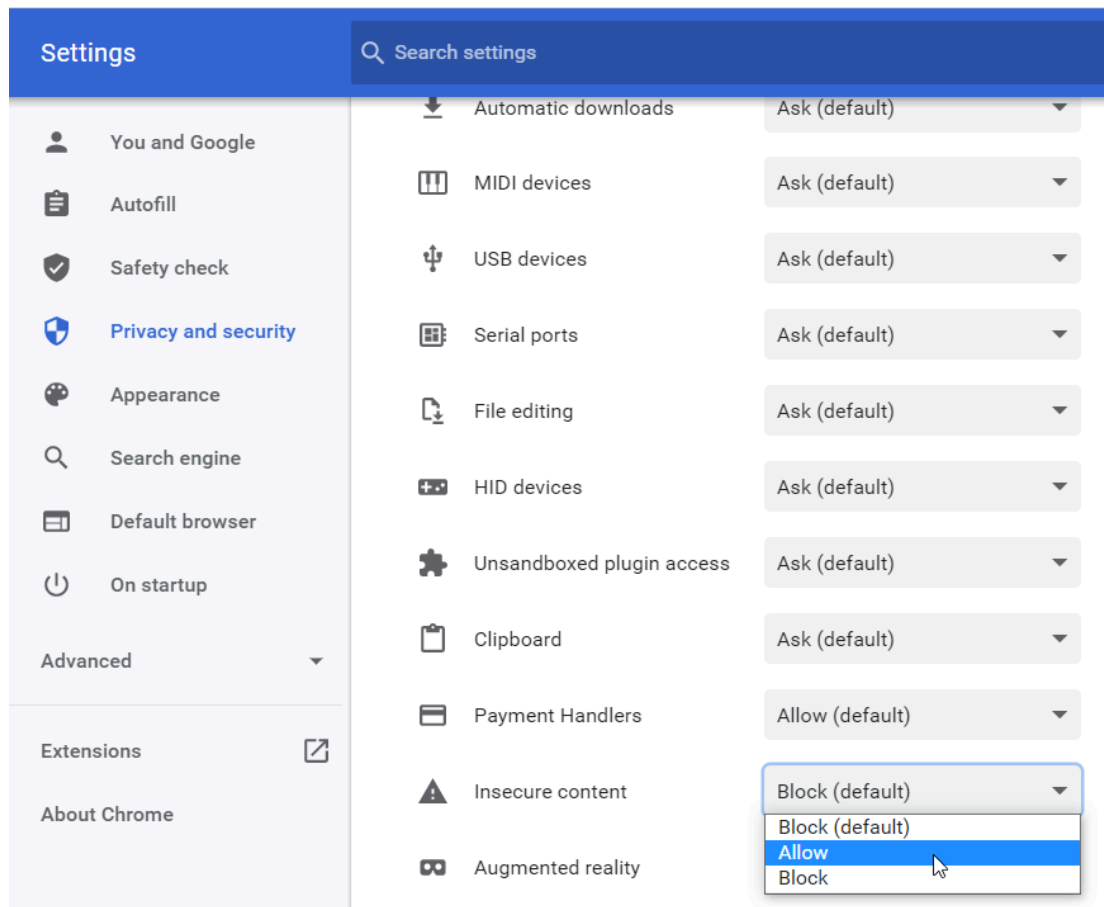 Settings
Search settings
You and Google
Autofill
Safety check
Privacy and security
Appearance
Search engine
Default browser
On startup
Advanced
Extensions
About Chrome
Automatic downloads Ask (default)
MIDI devices Ask (default)
USB devices Ask (default)
Serial ports Ask (default)
File editing Ask (default)
HID devices Ask (default)
Unsandboxed plugin access Ask (default)
Clipboard Ask (default)
Payment Handlers Allow (default)
Insecure content Block (default)
Block (default)
Allow
Block
Augmented reality